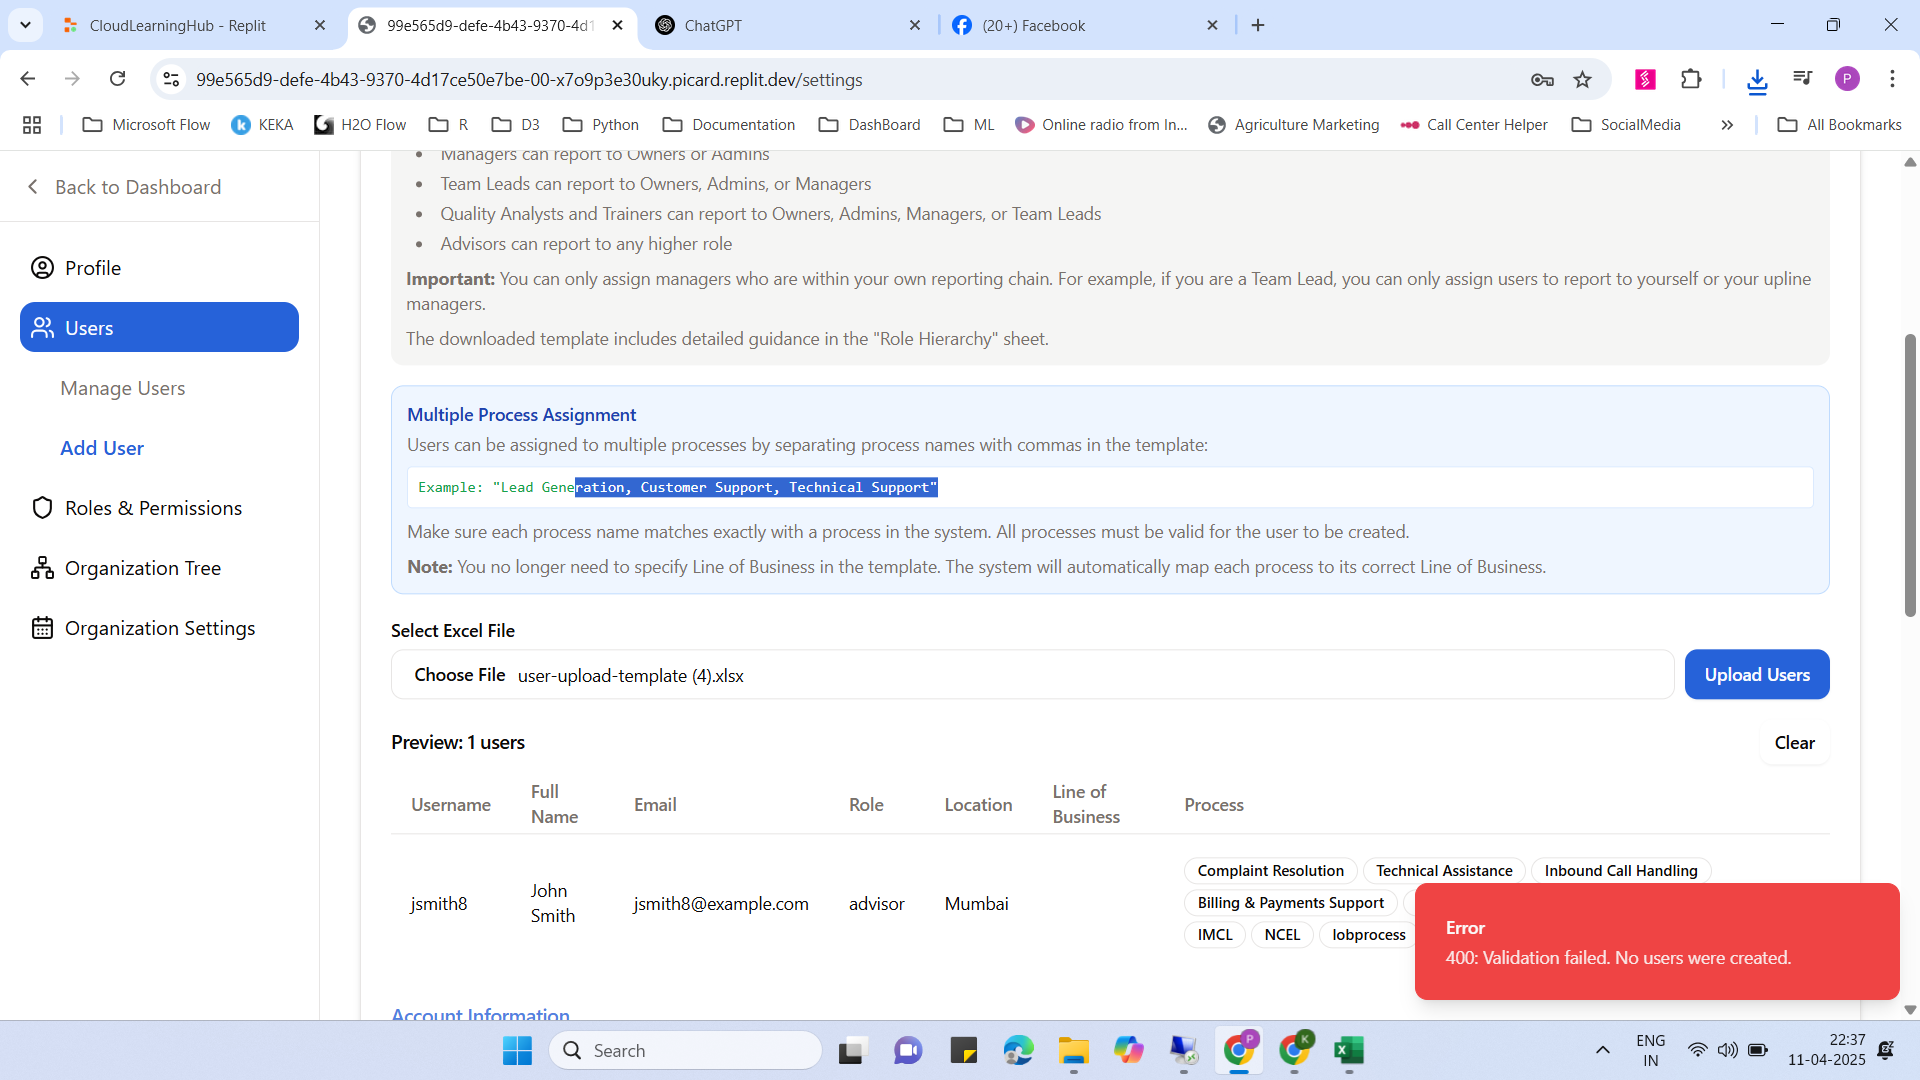 CloudLearningHub - Replit
99e565d9-defe-4b43-9370-4d1
ChatGPT
(20+) Facebook
99e565d9-defe-4b43-9370-4d17ce50e7be-00-x7o9p3e30uky.picard.replit.dev/settings
P
Microsoft Flow
KEKA
H2O Flow
R
D3
Python
Documentation
DashBoard
ML
Online radio from In...
Agriculture Marketing
Call Center Helper
SocialMedia
All Bookmarks
Back to Dashboard
Profile
Users
Manage Users
Add User
Roles & Permissions
Organization Tree
Organization Settings
Managers can report to Owners or Admins
Team Leads can report to Owners, Admins, or Managers
Quality Analysts and Trainers can report to Owners, Admins, Managers, or Team Leads
Advisors can report to any higher role
Important: You can only assign managers who are within your own reporting chain. For example, if you are a Team Lead, you can only assign users to report to yourself or your upline
managers.
The downloaded template includes detailed guidance in the "Role Hierarchy" sheet.
Multiple Process Assignment
Users can be assigned to multiple processes by separating process names with commas in the template:
Example: "Lead Generation, Customer Support, Technical Support"
Make sure each process name matches exactly with a process in the system. All processes must be valid for the user to be created.
Note: You no longer need to specify Line of Business in the template. The system will automatically map each process to its correct Line of Business.
Select Excel File
Choose File user-upload-template (4).xlsx
Upload Users
Preview: 1 users
Clear
Username
Full
Name
Email
Role
Location
Line of
Business
Process
jsmith8
John
Smith
jsmith8@example.com
advisor
Mumbai
Complaint Resolution
Technical Assistance
Inbound Call Handling
Billing & Payments Support
IMCL
NCEL
lobprocess
Error
400: Validation failed. No users were created.
Account Information
Search
P
K
ENG
IN
22:37
11-04-2025